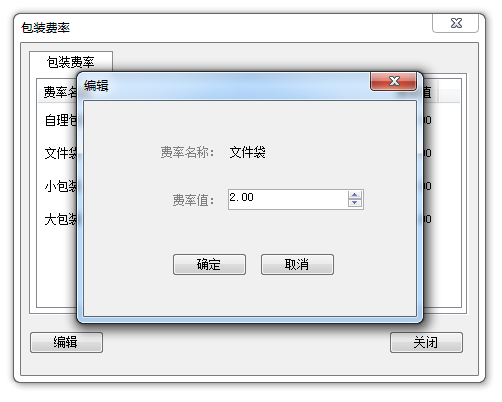 包装费率
包装费率
编辑
费率名
值
自理包
00
文件袋
00
小包装
00
大包装
00
费率名称： 文件袋
费率值： 2.00
确定 取消
编辑 关闭